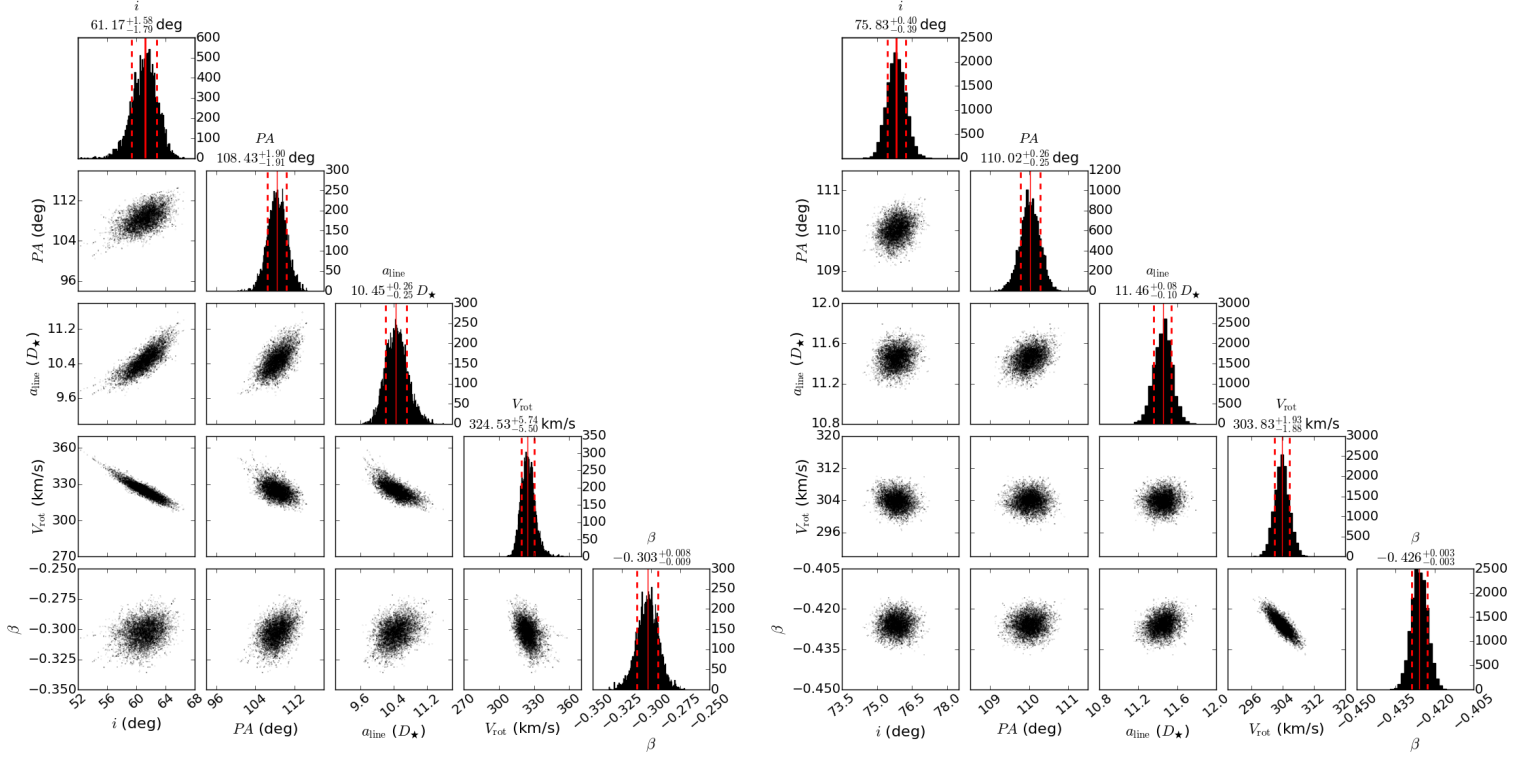 i
61.17+1.58−1.79 deg
600
500
400
300
200
100
0
PA
108.43+1.90−1.91 deg
PA (deg)
112
104
96
300
250
200
150
100
50
0
a_line
10.45+0.26−0.25 D★
a_line (D★)
11.2
10.4
9.6
300
250
200
150
100
50
0
V_rot
324.53+5.74−5.50 km/s
V_rot (km/s)
360
330
300
270
350
300
250
200
150
100
50
0
β
−0.303+0.008−0.009
β
−0.250
−0.275
−0.300
−0.325
−0.350
300
250
200
150
100
50
0
52 56 60 64 68
96 104 112
9.6 10.4 11.2
270 300 330 360
−0.350 −0.325 −0.300 −0.275 −0.250
i (deg)
PA (deg)
a_line (D★)
V_rot (km/s)
β
i
75.83+0.40−0.39 deg
2500
2000
1500
1000
500
0
PA
110.02+0.26−0.25 deg
PA (deg)
111
110
109
1200
1000
800
600
400
200
0
a_line
11.46+0.08−0.10 D★
a_line (D★)
12.0
11.6
11.2
10.8
3000
2500
2000
1500
1000
500
0
V_rot
303.83+1.93−1.88 km/s
V_rot (km/s)
320
312
304
296
3000
2500
2000
1500
1000
500
0
β
−0.426+0.003−0.003
β
−0.405
−0.420
−0.435
−0.450
2500
2000
1500
1000
500
0
73.5 75.0 76.5 78.0
109 110 111
10.8 11.2 11.6 12.0
296 304 312 320
−0.450 −0.435 −0.420 −0.405
i (deg)
PA (deg)
a_line (D★)
V_rot (km/s)
β